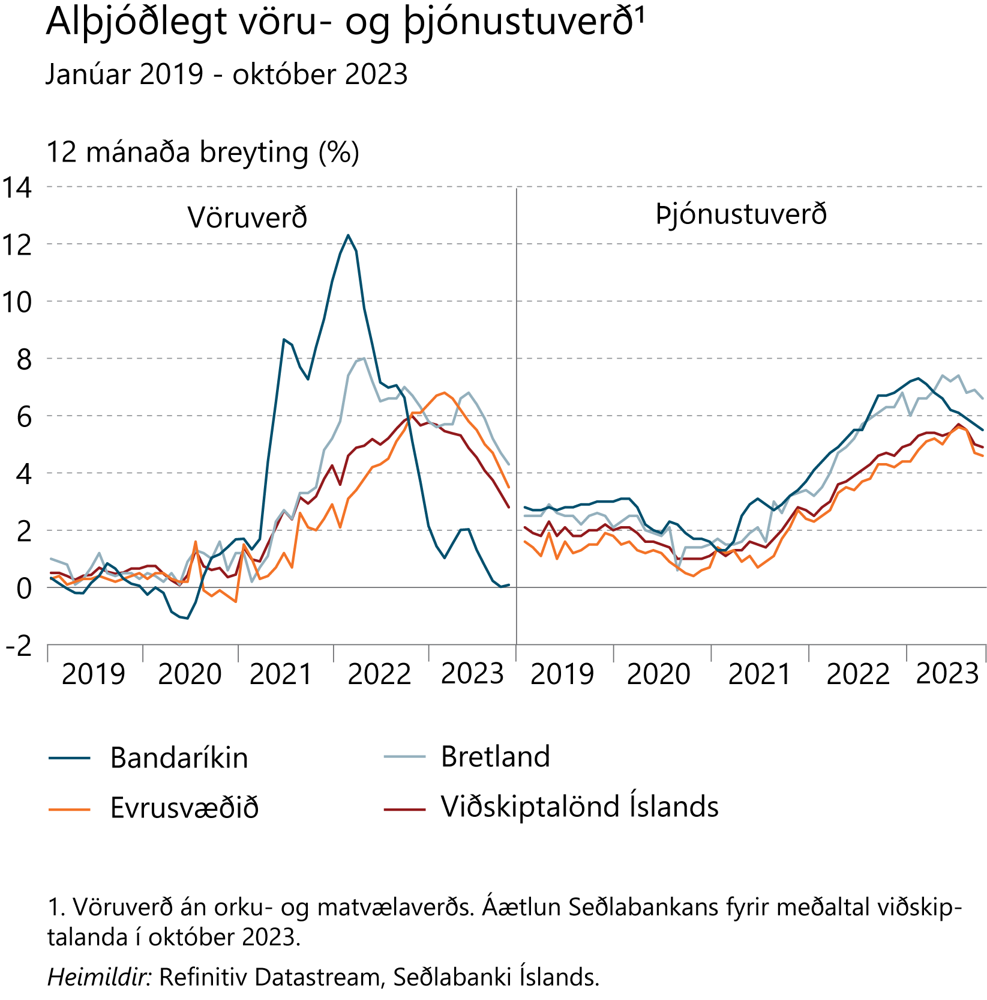 Alþjóðlegt vöru- og þjónustuverð¹
Janúar 2019 - október 2023
12 mánaða breyting (%)
14
12
10
8
6
4
2
0
-2
Vöruverð
Þjónustuverð
2019 2020 2021 2022 2023 2019 2020 2021 2022 2023
Bandaríkin
Bretland
Evrusvæðið
Viðskiptalönd Íslands
1. Vöruverð án orku- og matvælaverðs. Áætlun Seðlabankans fyrir meðaltal viðskip-
talanda í október 2023.
Heimildir: Refinitiv Datastream, Seðlabanki Íslands.